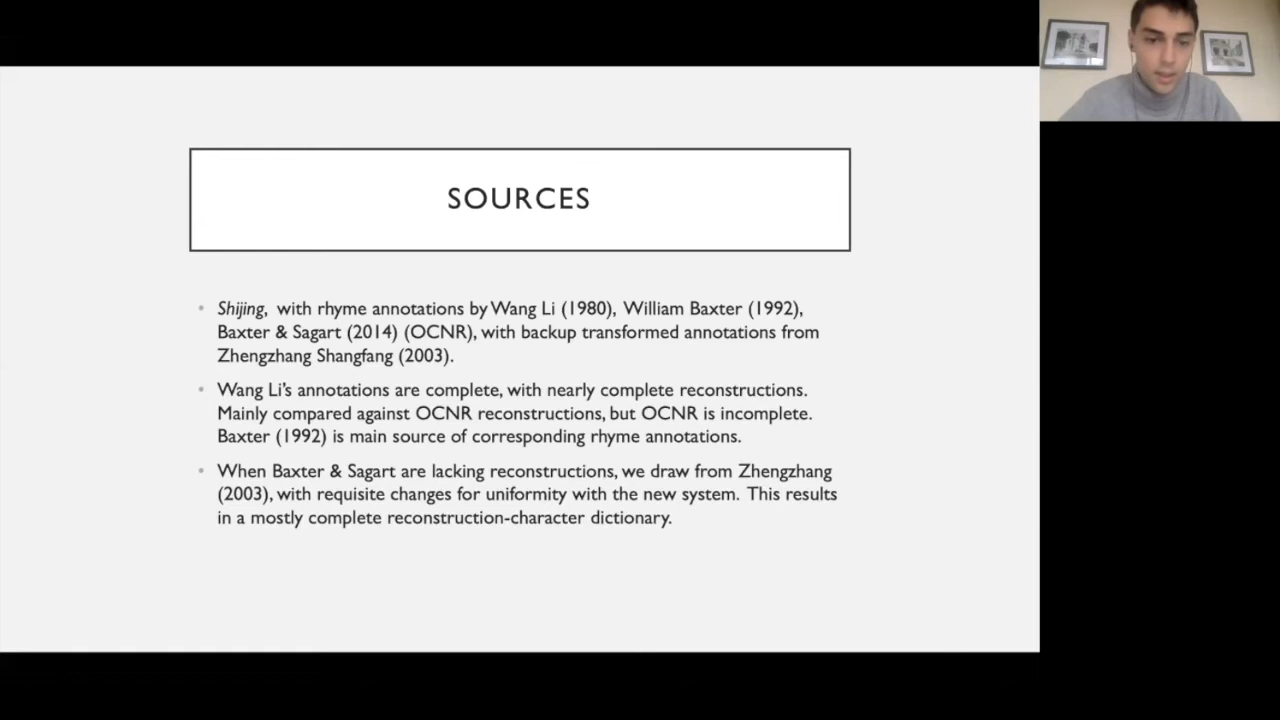 SOURCES
Shijing, with rhyme annotations by Wang Li (1980), William Baxter (1992),
Baxter & Sagart (2014) (OCNR), with backup transformed annotations from
Zhengzhang Shangfang (2003).
Wang Li's annotations are complete, with nearly complete reconstructions.
Mainly compared against OCNR reconstructions, but OCNR is incomplete.
Baxter (1992) is main source of corresponding rhyme annotations.
When Baxter & Sagart are lacking reconstructions, we draw from Zhengzhang
(2003), with requisite changes for uniformity with the new system. This results
in a mostly complete reconstruction-character dictionary.